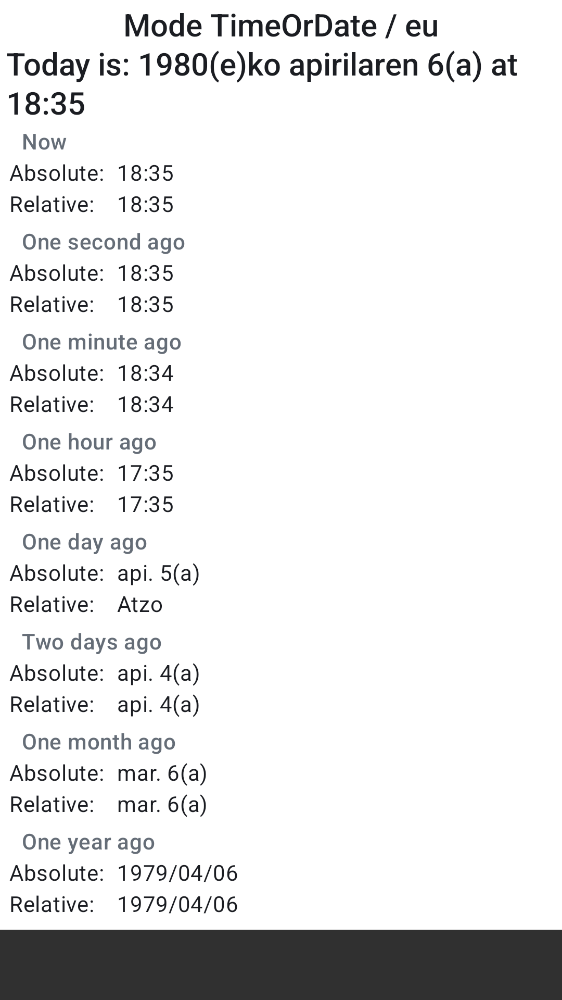 Mode TimeOrDate / eu
Today is: 1980(e)ko apirilaren 6(a) at
18:35
Now
Absolute: 18:35
Relative: 18:35
One second ago
Absolute: 18:35
Relative: 18:35
One minute ago
Absolute: 18:34
Relative: 18:34
One hour ago
Absolute: 17:35
Relative: 17:35
One day ago
Absolute: api. 5(a)
Relative: Atzo
Two days ago
Absolute: api. 4(a)
Relative: api. 4(a)
One month ago
Absolute: mar. 6(a)
Relative: mar. 6(a)
One year ago
Absolute: 1979/04/06
Relative: 1979/04/06